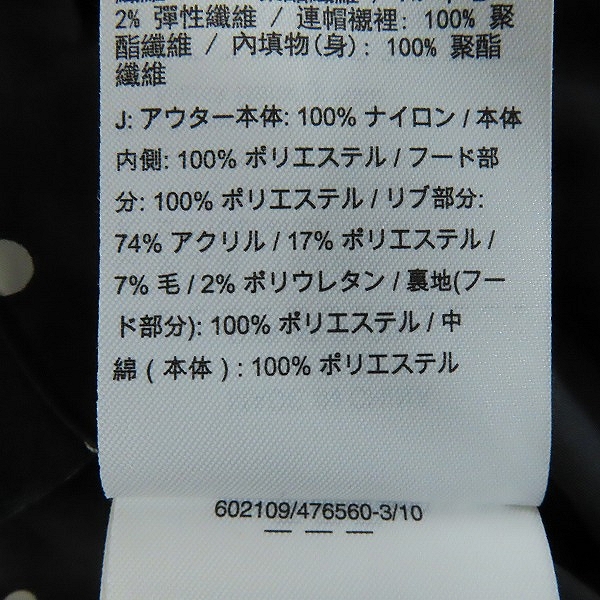 2% 彈性纖維 / 連帽襯裡: 100% 聚
酯纖維 / 內填物(身): 100% 聚酯
纖維
J: アウター本体: 100% ナイロン / 本体
内側: 100% ポリエステル / フード部
分: 100% ポリエステル / リブ部分:
74% アクリル / 17% ポリエステル /
7% 毛 / 2% ポリウレタン / 裏地(フー
ド部分): 100% ポリエステル / 中
綿 ( 本体 ) : 100% ポリエステル
602109/476560-3/10